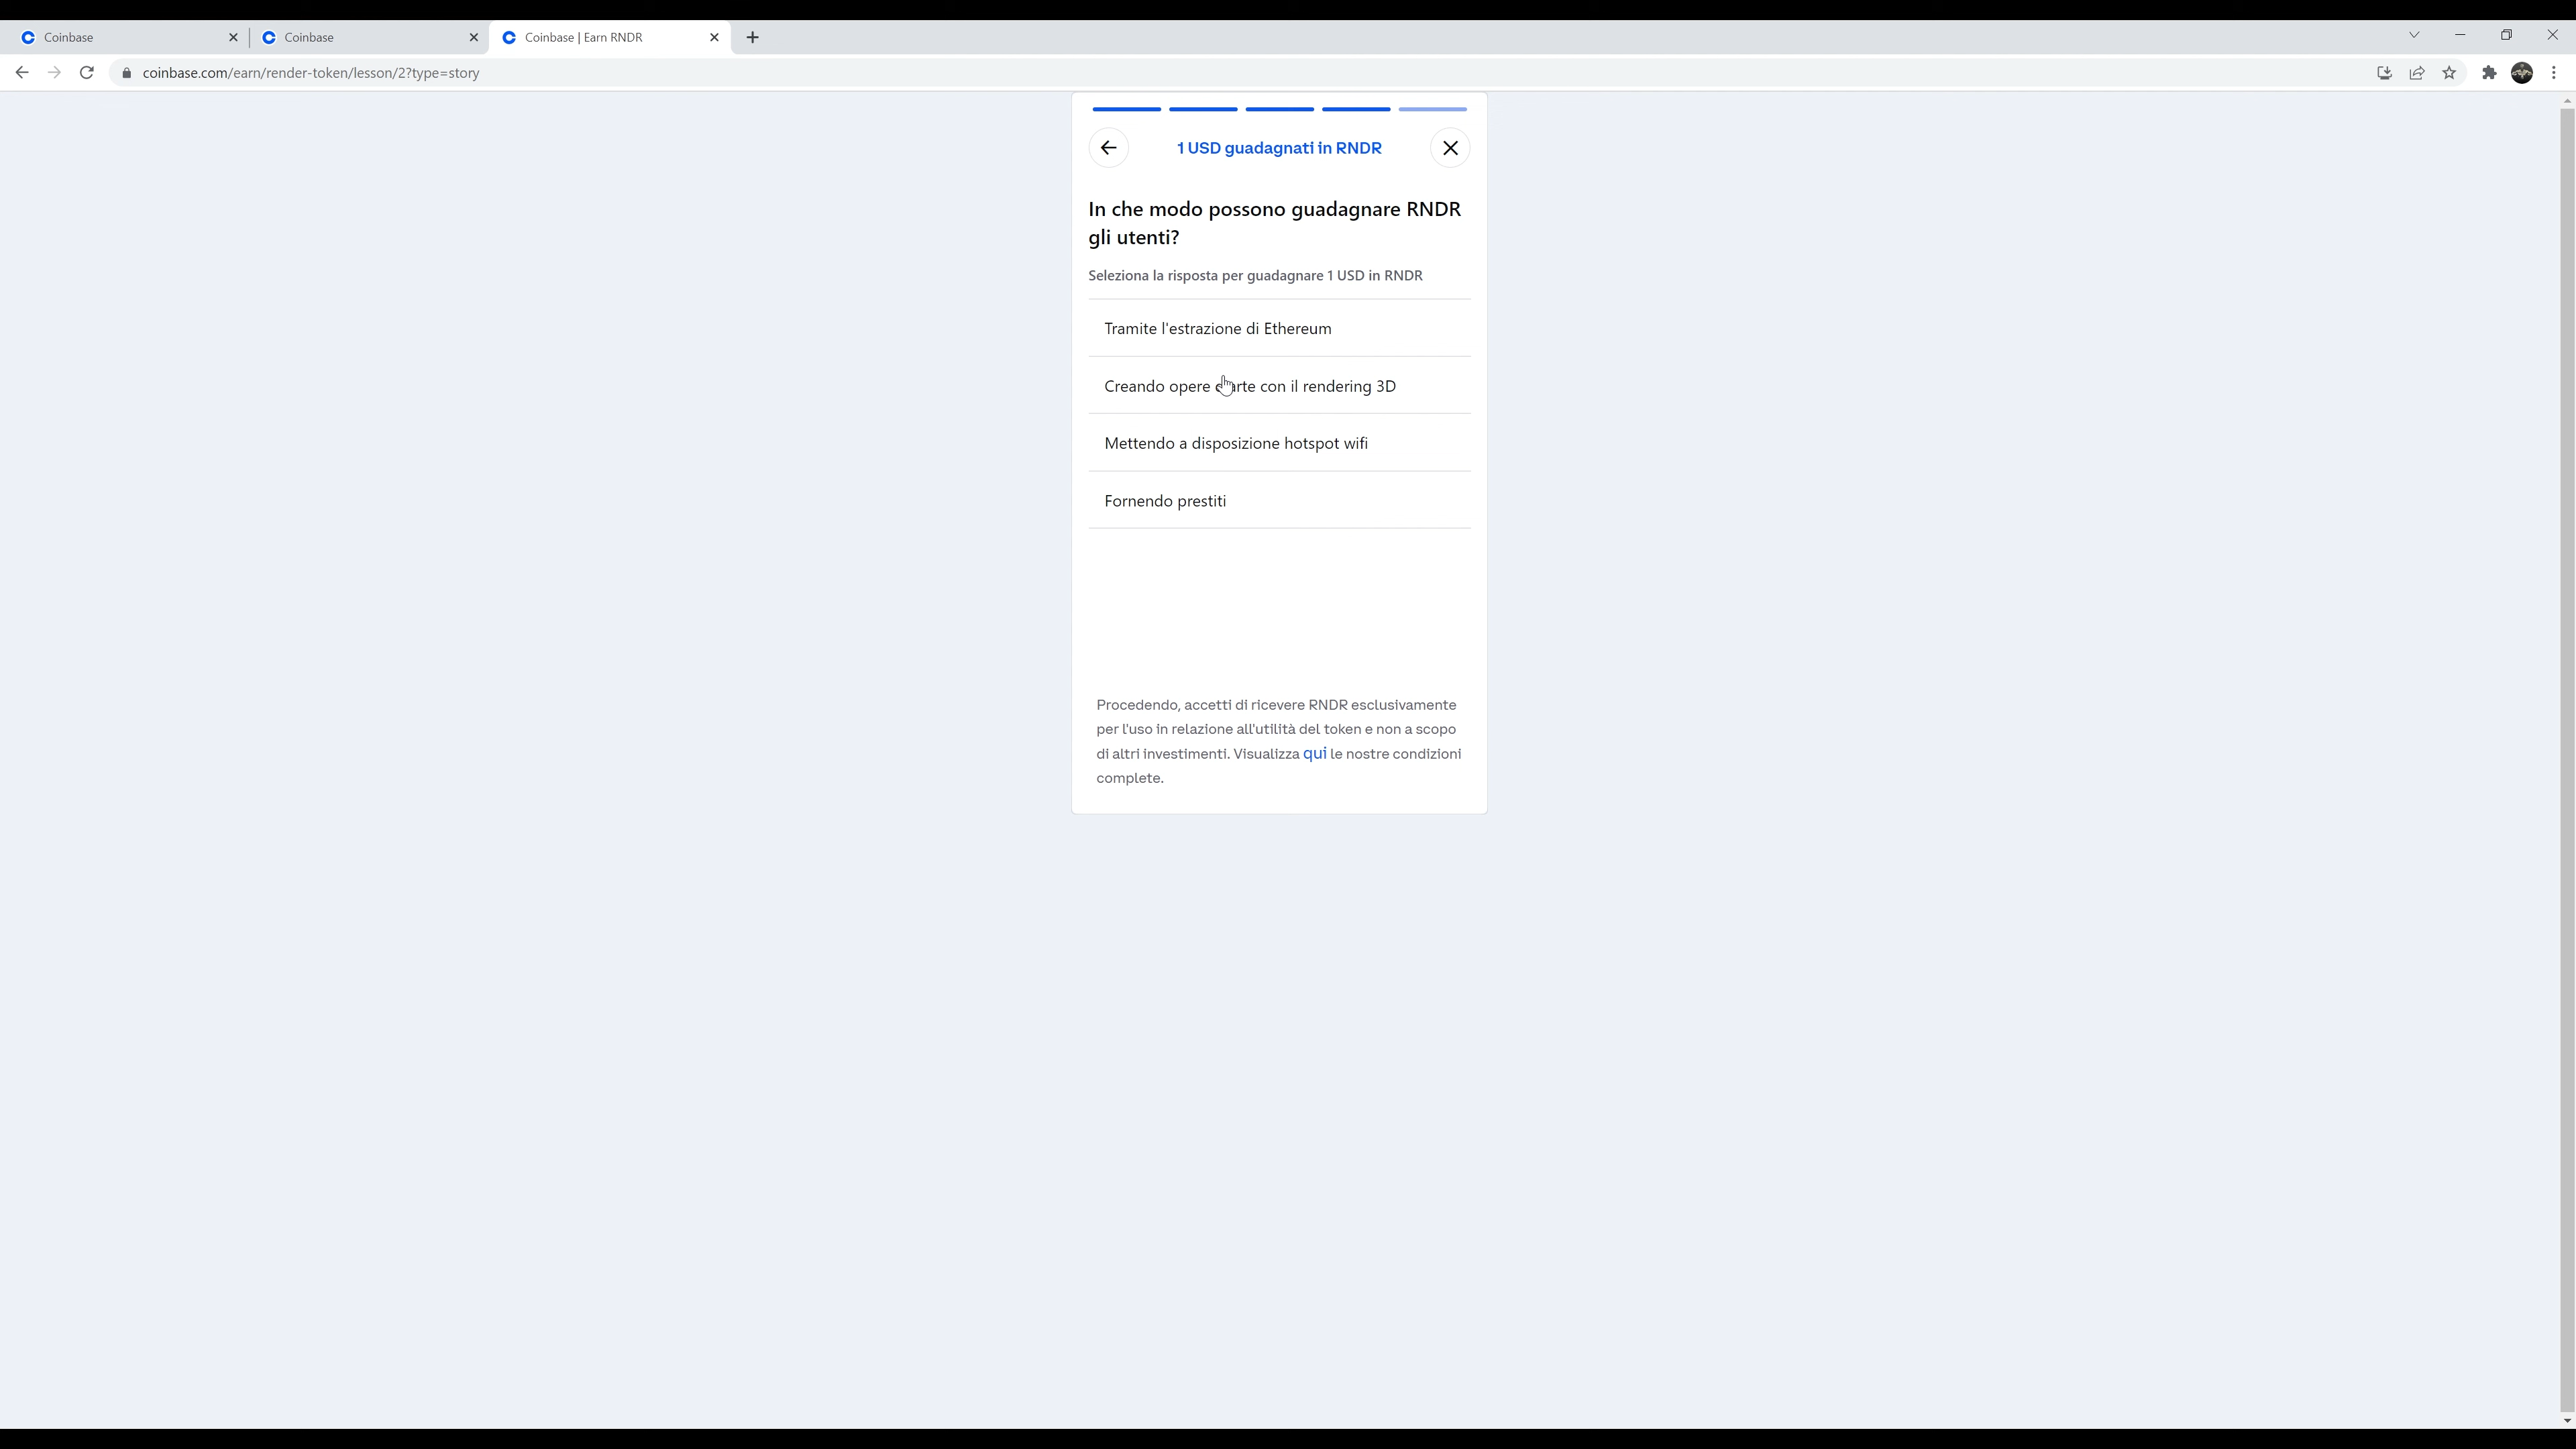 Coinbase
Coinbase
Coinbase | Earn RNDR
coinbase.com/earn/render-token/lesson/2?type=story
1 USD guadagnati in RNDR
In che modo possono guadagnare RNDR
gli utenti?
Seleziona la risposta per guadagnare 1 USD in RNDR
Tramite l'estrazione di Ethereum
Creando opere d'arte con il rendering 3D
Mettendo a disposizione hotspot wifi
Fornendo prestiti
Procedendo, accetti di ricevere RNDR esclusivamente
per l'uso in relazione all'utilità del token e non a scopo
di altri investimenti. Visualizza qui le nostre condizioni
complete.